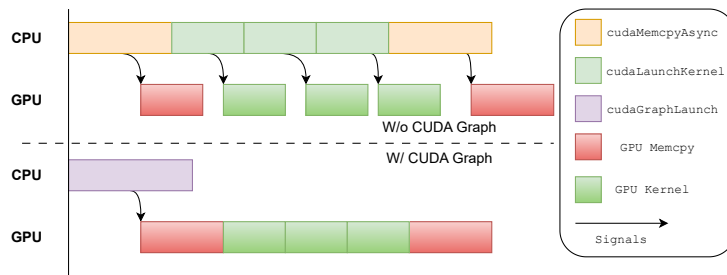 CPU
GPU
W/o CUDA Graph
W/ CUDA Graph
CPU
GPU
cudaMemcpyAsync
cudaLaunchKernel
cudaGraphLaunch
GPU Memcpy
GPU Kernel
Signals